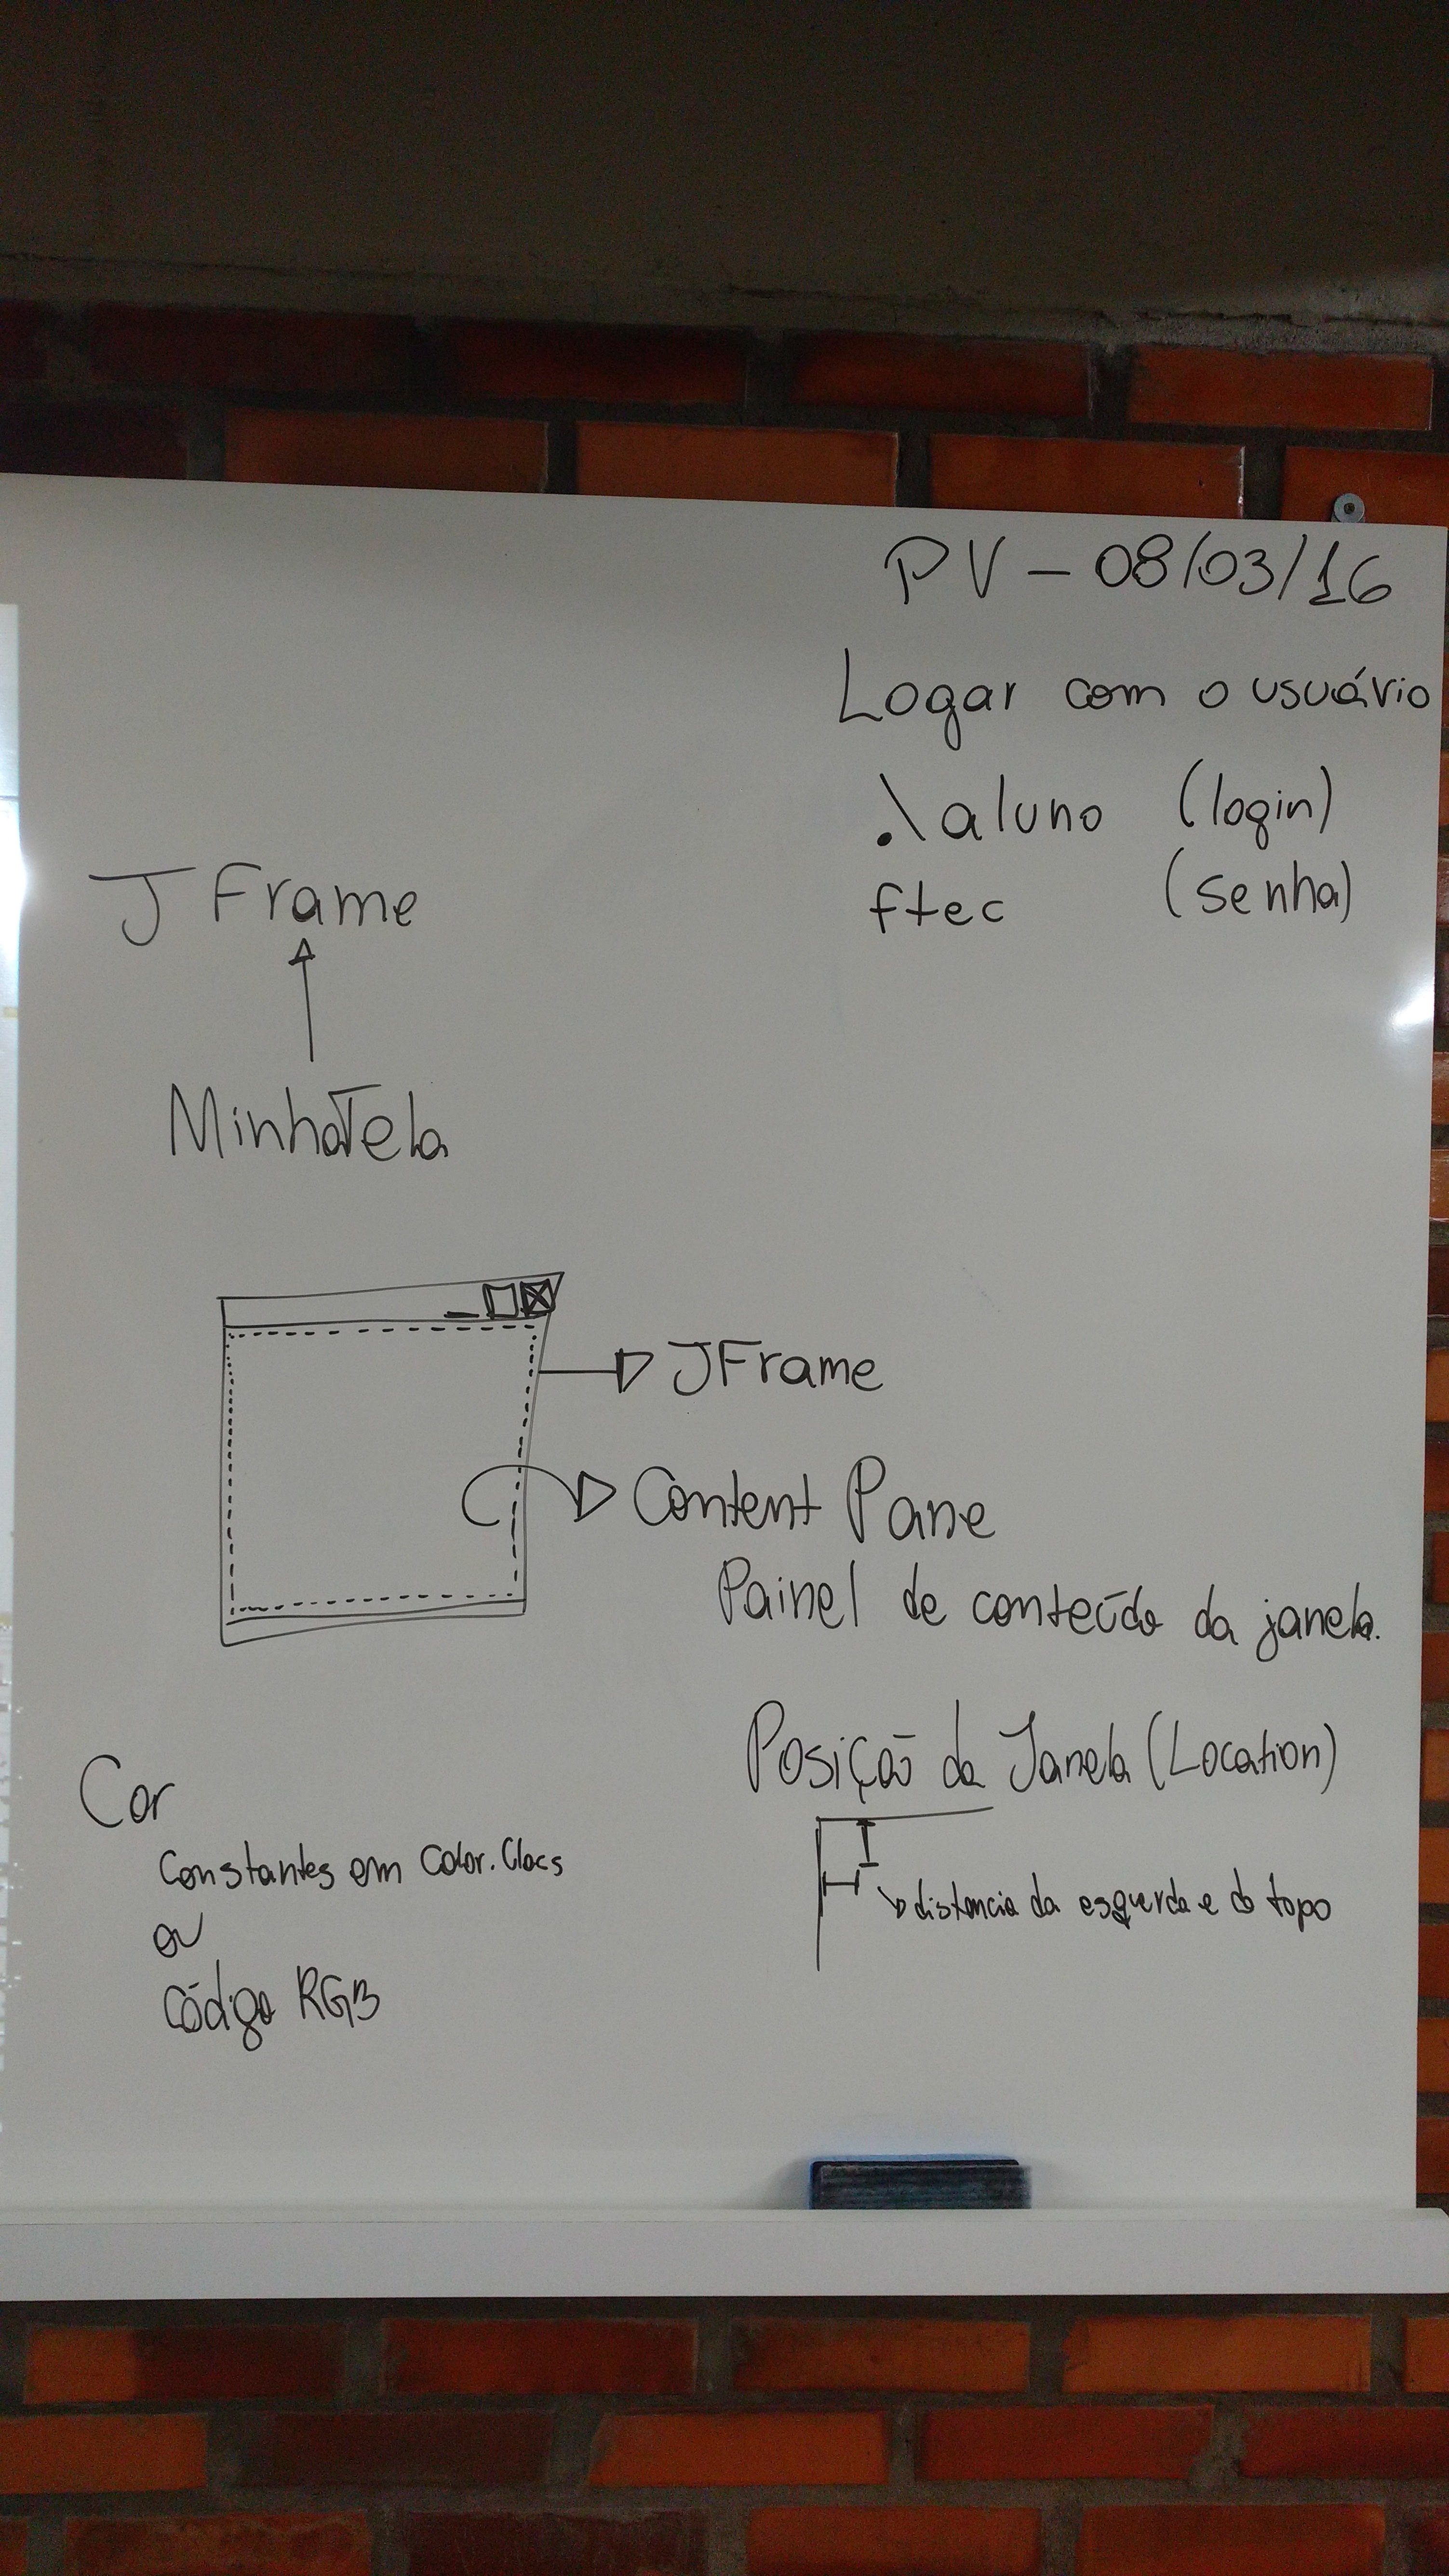 PV - 08/03/16
Logar com o usuário
.\aluno (login)
ftec (senha)
JFrame
MinhaTela
JFrame
Content Pane
Painel de conteúdo da janela.
Posição da Janela (Location)
distancia da esquerda e do topo
Cor
Constantes em Color.Class
ou
Código RGB